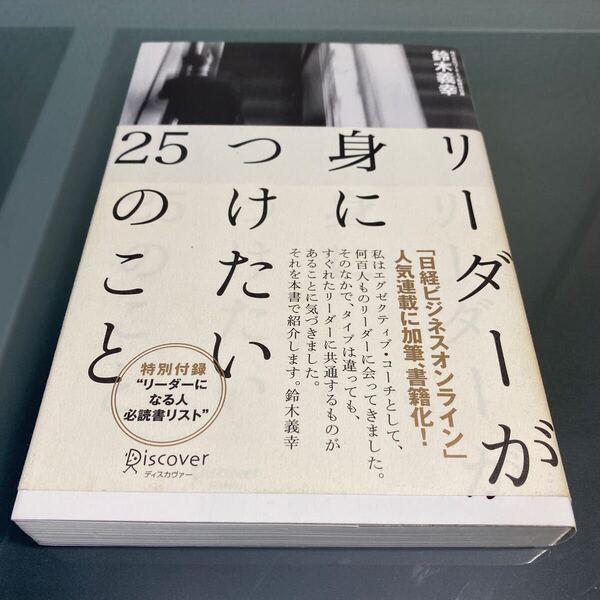 リーダーが
身に
つけたい
25のこと
鈴木義幸
「日経ビジネスオンライン」
人気連載に加筆、書籍化！
私はエグゼクティブ・コーチとして、
何百人ものリーダーに会ってきました。
そのなかで、タイプは違っても、
すぐれたリーダーに共通するものが
あることに気づきました。
それを本書で紹介します。鈴木義幸
特別付録
“リーダーに
なる人
必読書リスト”
Discover
ディスカヴァー